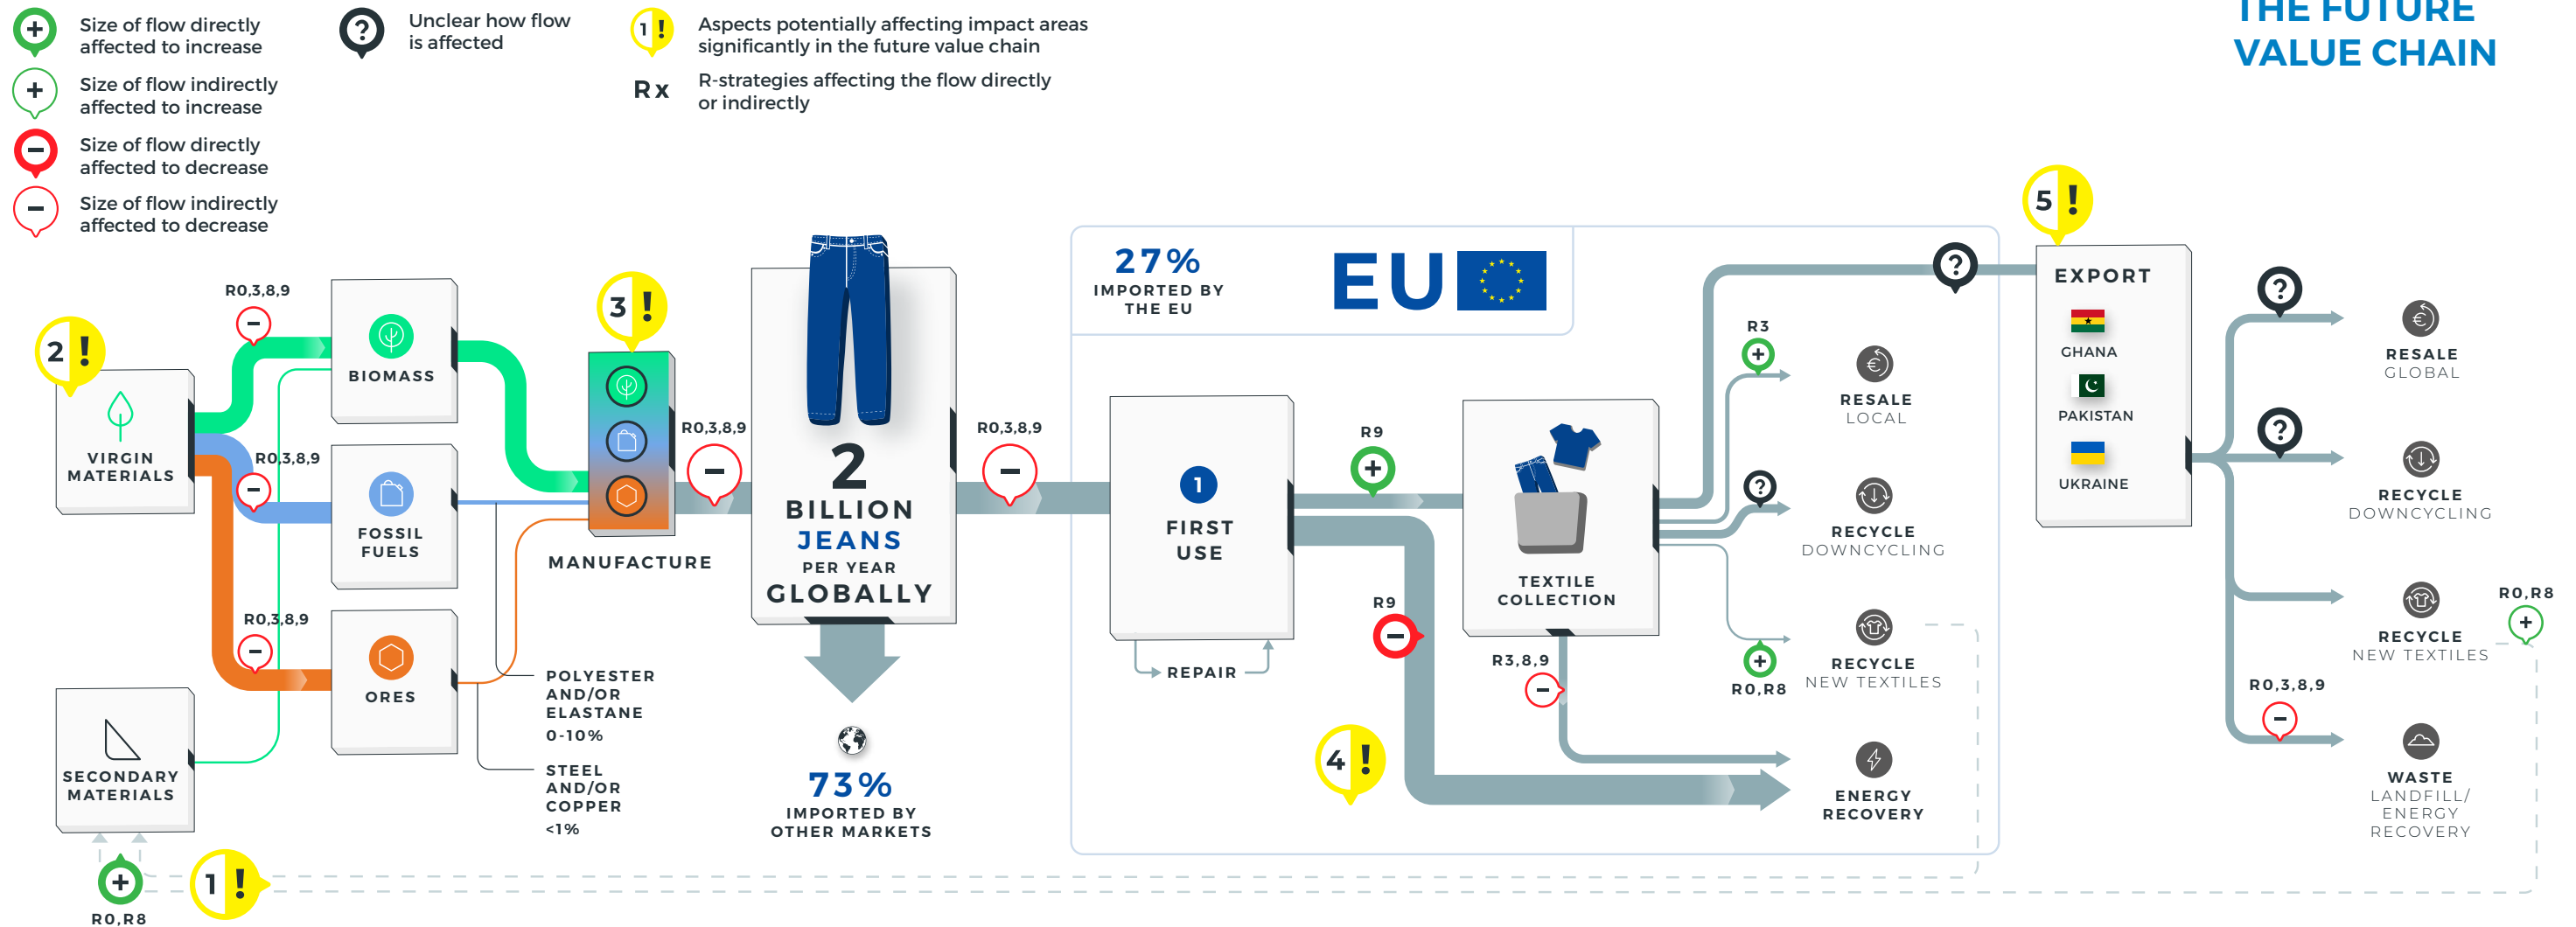 Size of flow directly
affected to increase
Size of flow indirectly
affected to increase
Size of flow directly
affected to decrease
Size of flow indirectly
affected to decrease
?
Unclear how flow
is affected
1 !
Aspects potentially affecting impact areas
significantly in the future value chain
Rx
R-strategies affecting the flow directly
or indirectly
THE FUTURE
VALUE CHAIN
2 !
VIRGIN
MATERIALS
SECONDARY
MATERIALS
R0,R8
1 !
R0,3,8,9
R0,3,8,9
R0,3,8,9
BIOMASS
FOSSIL
FUELS
ORES
POLYESTER
AND/OR
ELASTANE
0-10%
STEEL
AND/OR
COPPER
<1%
3 !
MANUFACTURE
R0,3,8,9
2
BILLION
JEANS
PER YEAR
GLOBALLY
73%
IMPORTED BY
OTHER MARKETS
R0,3,8,9
27%
IMPORTED BY
THE EU
EU
1
FIRST
USE
REPAIR
R9
R9
4 !
TEXTILE
COLLECTION
R3,8,9
R3
?
R0,R8
?
RESALE
LOCAL
RECYCLE
DOWNCYCLING
RECYCLE
NEW TEXTILES
ENERGY
RECOVERY
5 !
EXPORT
GHANA
PAKISTAN
UKRAINE
?
?
R0,3,8,9
RESALE
GLOBAL
RECYCLE
DOWNCYCLING
RECYCLE
NEW TEXTILES
R0,R8
WASTE
LANDFILL/
ENERGY
RECOVERY